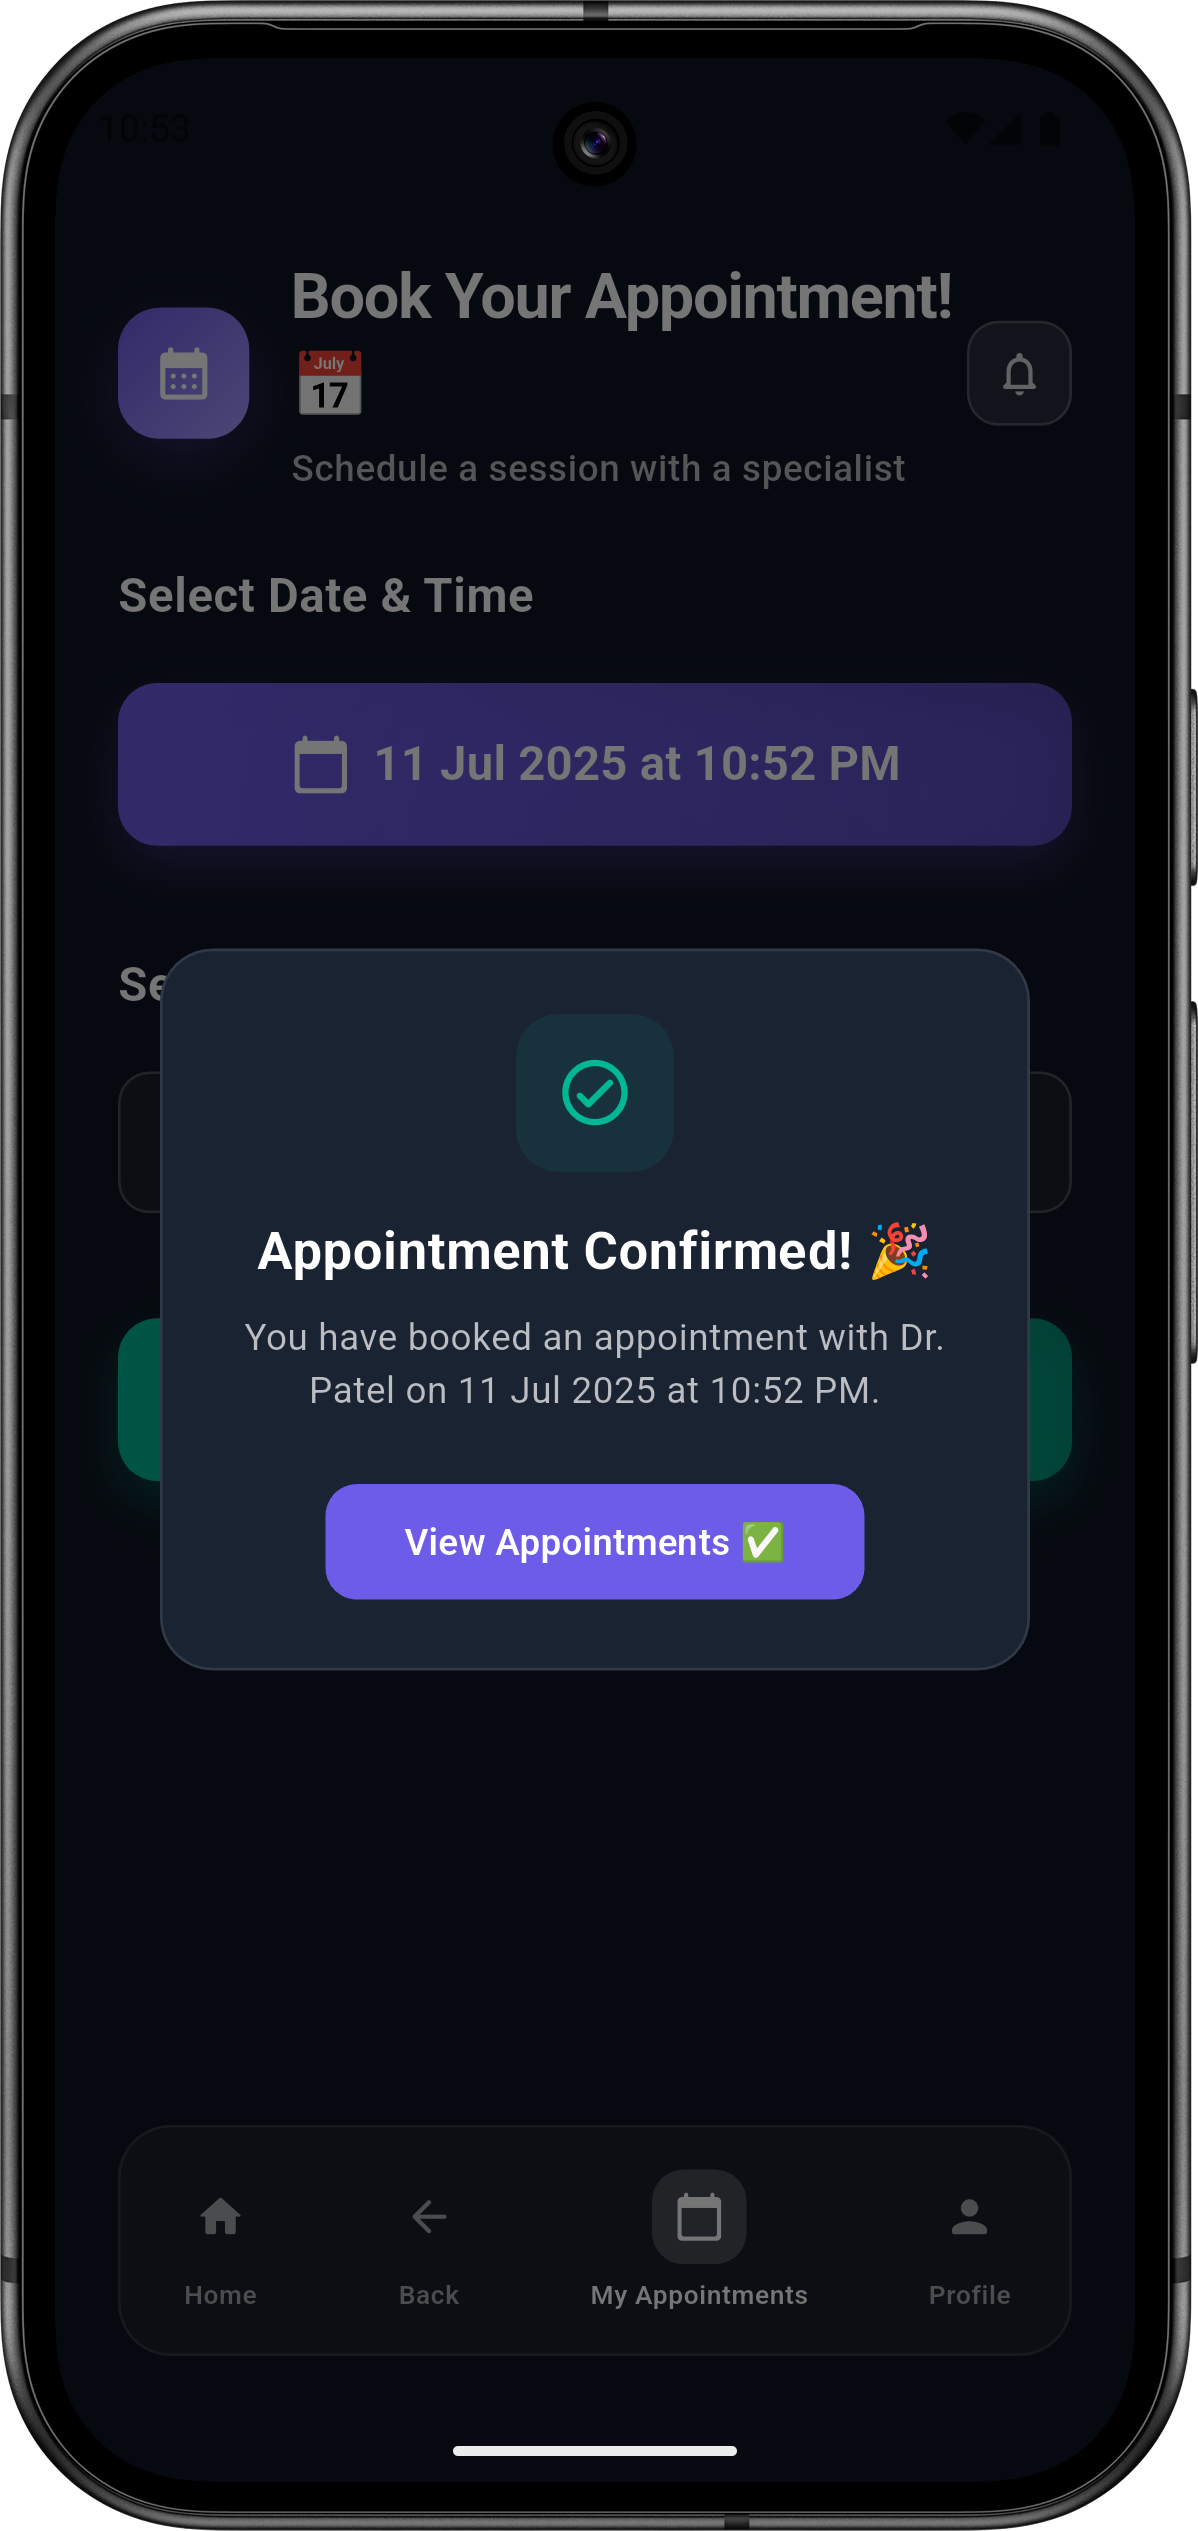 10:53
Book Your Appointment!
July
17
Schedule a session with a specialist
Select Date & Time
11 Jul 2025 at 10:52 PM
Appointment Confirmed! 🎉
You have booked an appointment with Dr.
Patel on 11 Jul 2025 at 10:52 PM.
View Appointments ✅
Home
Back
My Appointments
Profile